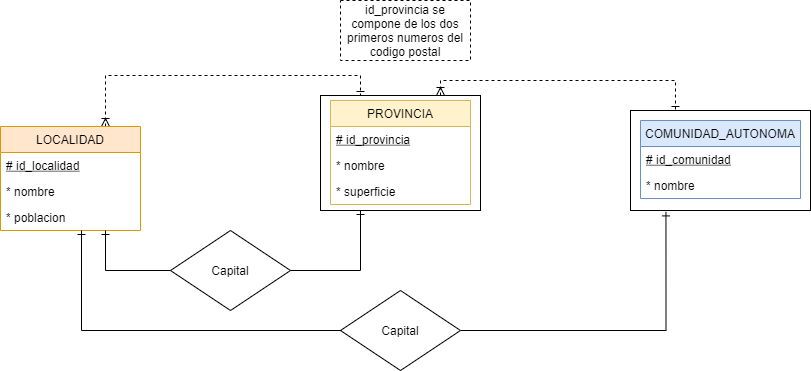 id_provincia se
compone de los dos
primeros numeros del
codigo postal
LOCALIDAD
# id_localidad
* nombre
* poblacion
PROVINCIA
# id_provincia
* nombre
* superficie
COMUNIDAD_AUTONOMA
# id_comunidad
* nombre
Capital
Capital